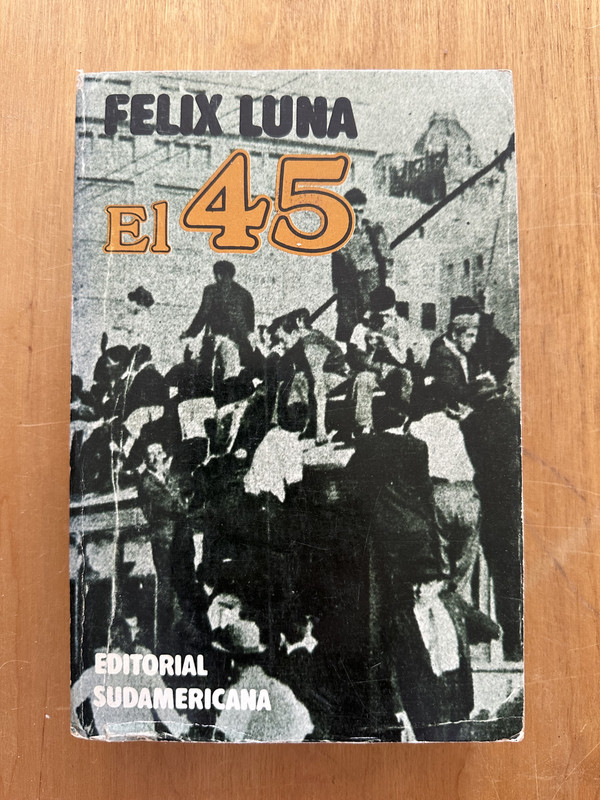 FELIX LUNA
El 45
EDITORIAL
SUDAMERICANA